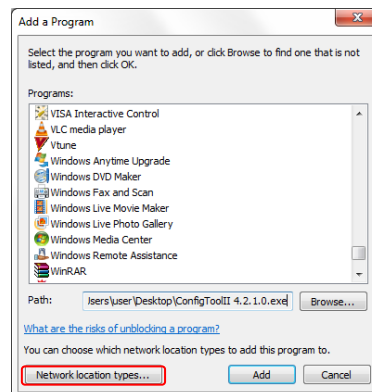 Add a Program
Select the program you want to add, or click Browse to find one that is not
listed, and then click OK.
Programs:
VISA Interactive Control
VLC media player
Vtune
Windows Anytime Upgrade
Windows DVD Maker
Windows Fax and Scan
Windows Live Movie Maker
Windows Live Photo Gallery
Windows Media Center
Windows Remote Assistance
WinRAR
Path: Jsers\user\Desktop\ConfigToolII 4.2.1.0.exe Browse...
What are the risks of unblocking a program?
You can choose which network location types to add this program to.
Network location types... Add Cancel